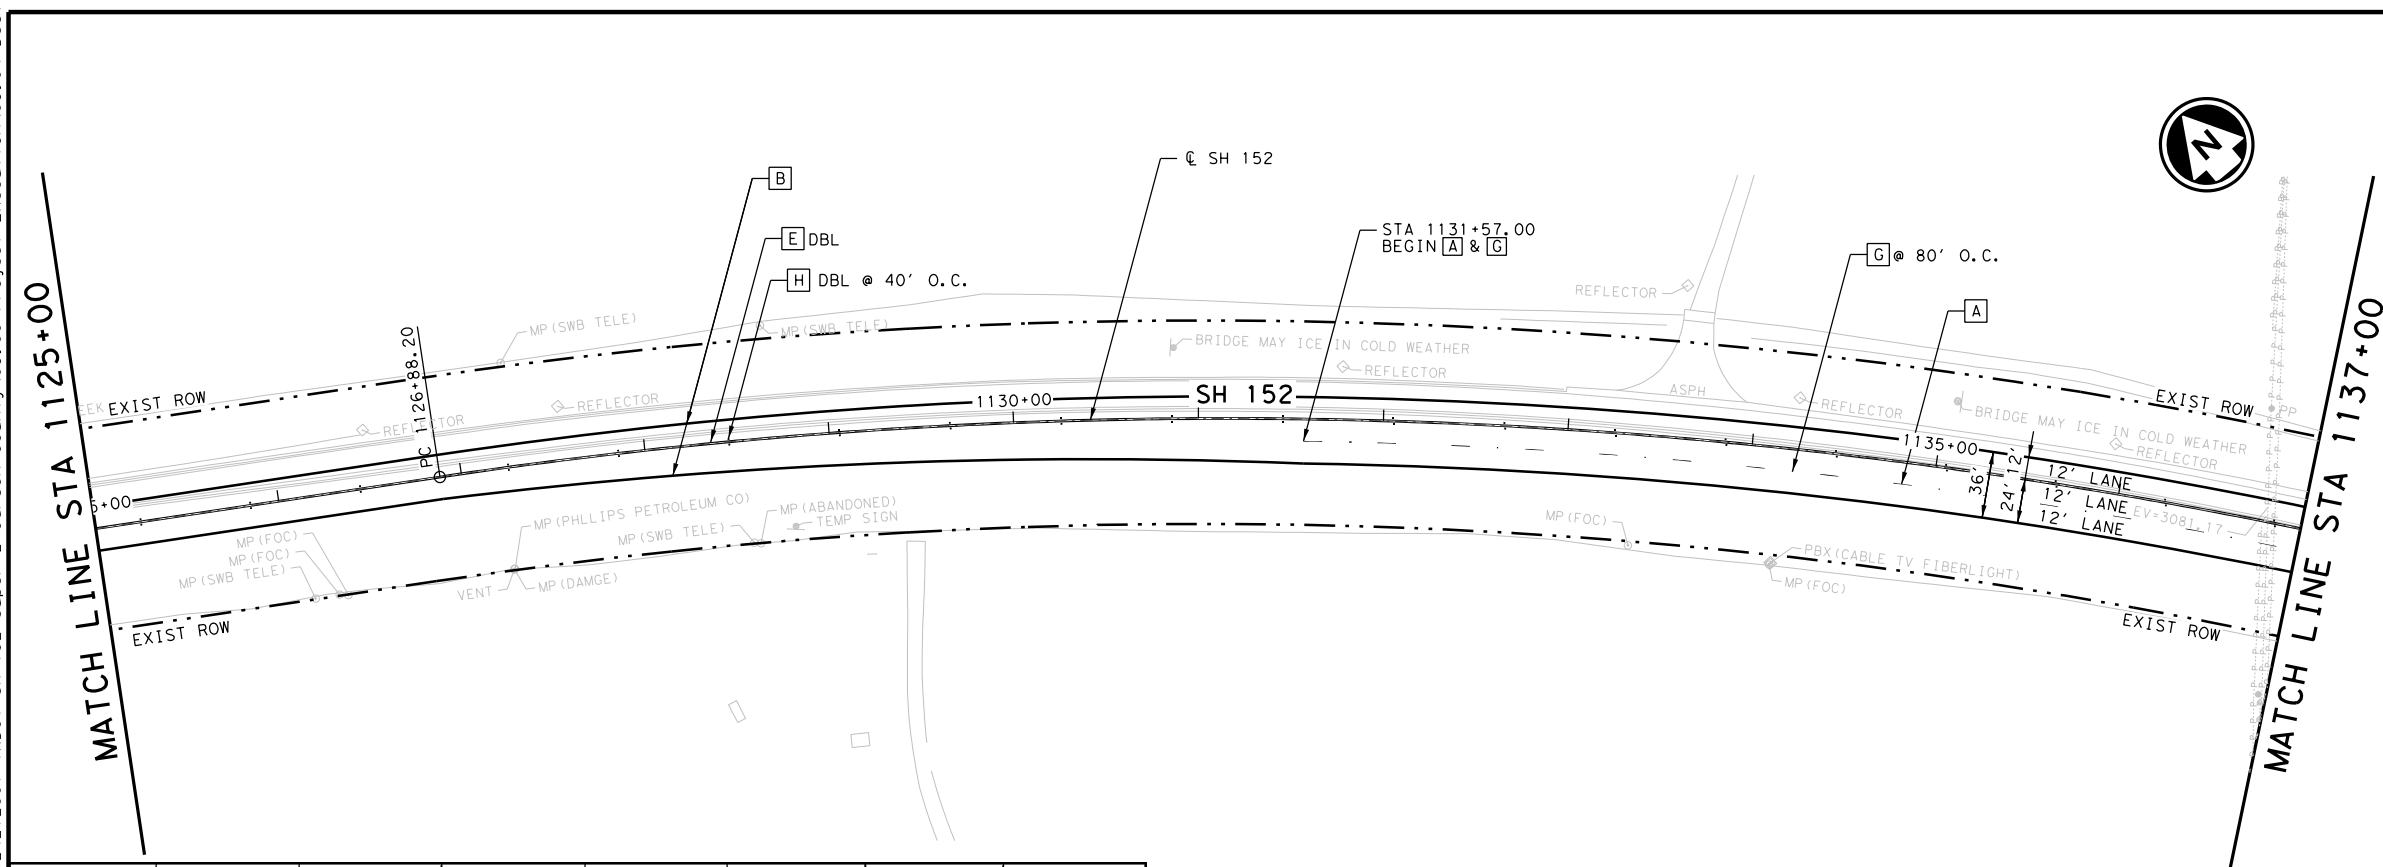 N
B
℄ SH 152
E DBL
STA 1131+57.00
BEGIN A & G
H DBL @ 40' O.C.
G @ 80' O.C.
REFLECTOR
A
MP(SWB TELE)
MP(SWB TELE)
BRIDGE MAY ICE IN COLD WEATHER
REFLECTOR
PC 1126+88.20
MATCH LINE STA 1125+00
MATCH LINE STA 1137+00
EXIST ROW
REFLECTOR
REFLECTOR
1130+00
SH 152
ASPH
REFLECTOR
EXIST ROW
PP
BRIDGE MAY ICE IN COLD WEATHER
REFLECTOR
1135+00
5+00
36'
24'
12'
12' LANE
12' LANE
12' LANE
EV=3081.17
MP(PHLLIPS PETROLEUM CO)
MP(ABANDONED)
TEMP SIGN
MP(SWB TELE)
MP(FOC)
MP(FOC)
MP(FOC)
MP(SWB TELE)
VENT
MP(DAMGE)
PBX(CABLE TV FIBERLIGHT)
MP(FOC)
EXIST ROW
EXIST ROW